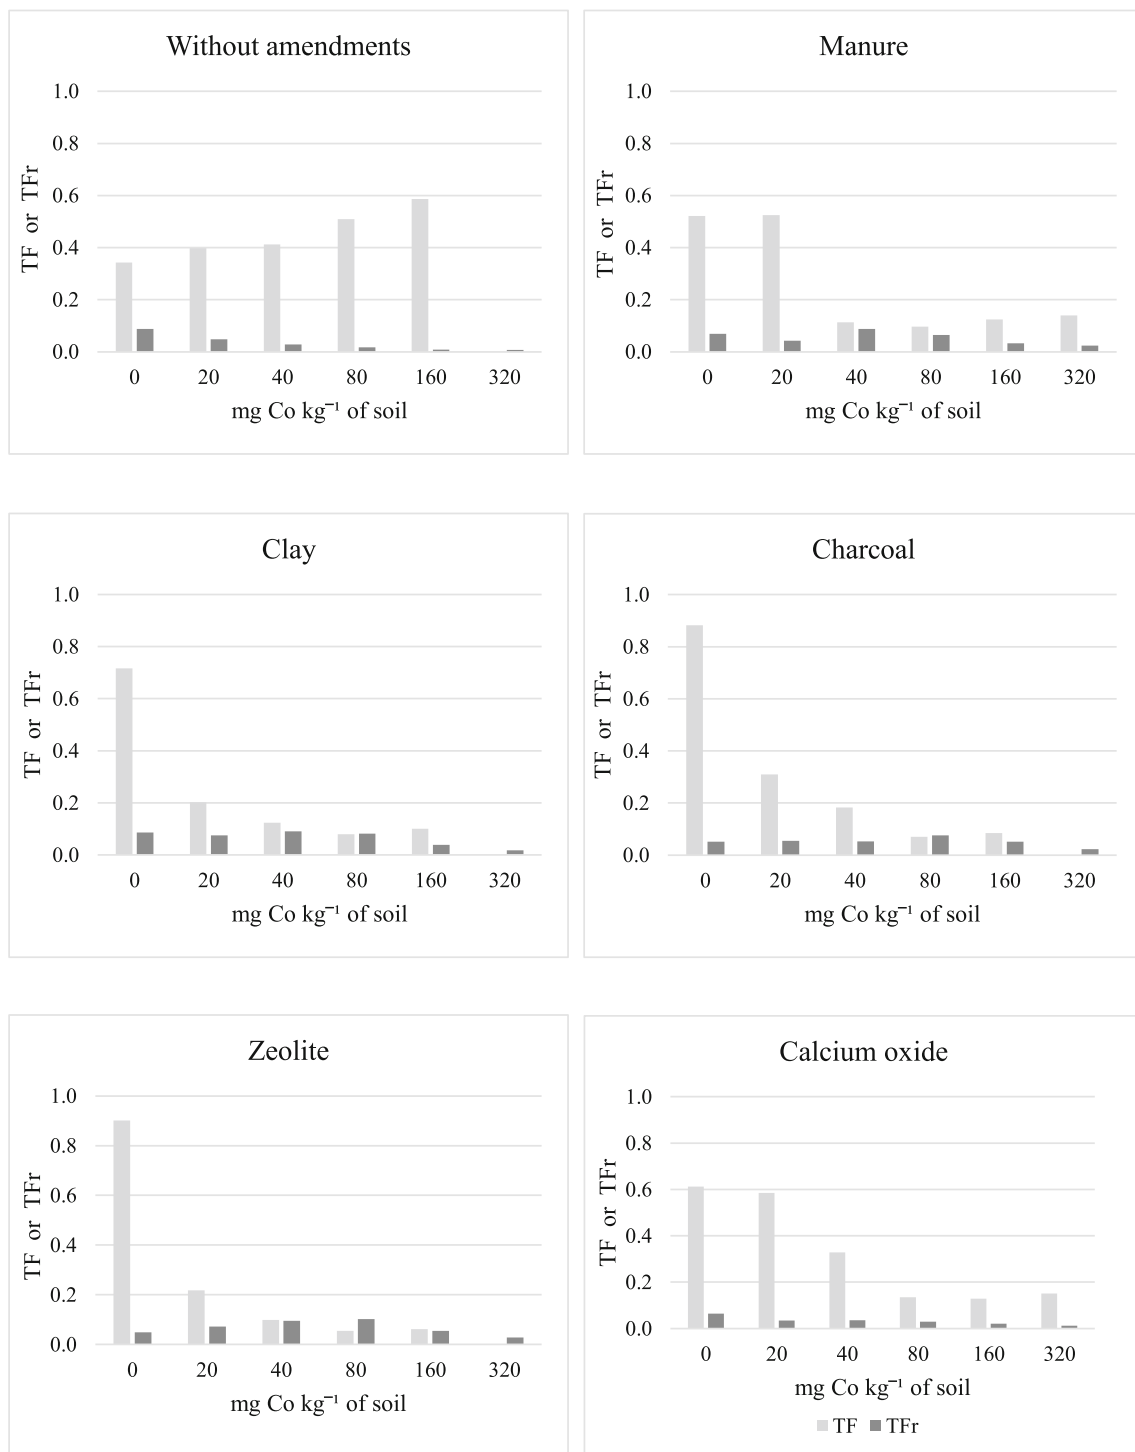 Without amendments
TF or TFr
1.0
0.8
0.6
0.4
0.2
0.0
0 20 40 80 160 320
mg Co kg⁻¹ of soil
Manure
TF or TFr
1.0
0.8
0.6
0.4
0.2
0.0
0 20 40 80 160 320
mg Co kg⁻¹ of soil
Clay
TF or TFr
1.0
0.8
0.6
0.4
0.2
0.0
0 20 40 80 160 320
mg Co kg⁻¹ of soil
Charcoal
TF or TFr
1.0
0.8
0.6
0.4
0.2
0.0
0 20 40 80 160 320
mg Co kg⁻¹ of soil
Zeolite
TF or TFr
1.0
0.8
0.6
0.4
0.2
0.0
0 20 40 80 160 320
mg Co kg⁻¹ of soil
Calcium oxide
TF or TFr
1.0
0.8
0.6
0.4
0.2
0.0
0 20 40 80 160 320
mg Co kg⁻¹ of soil
TF TFr